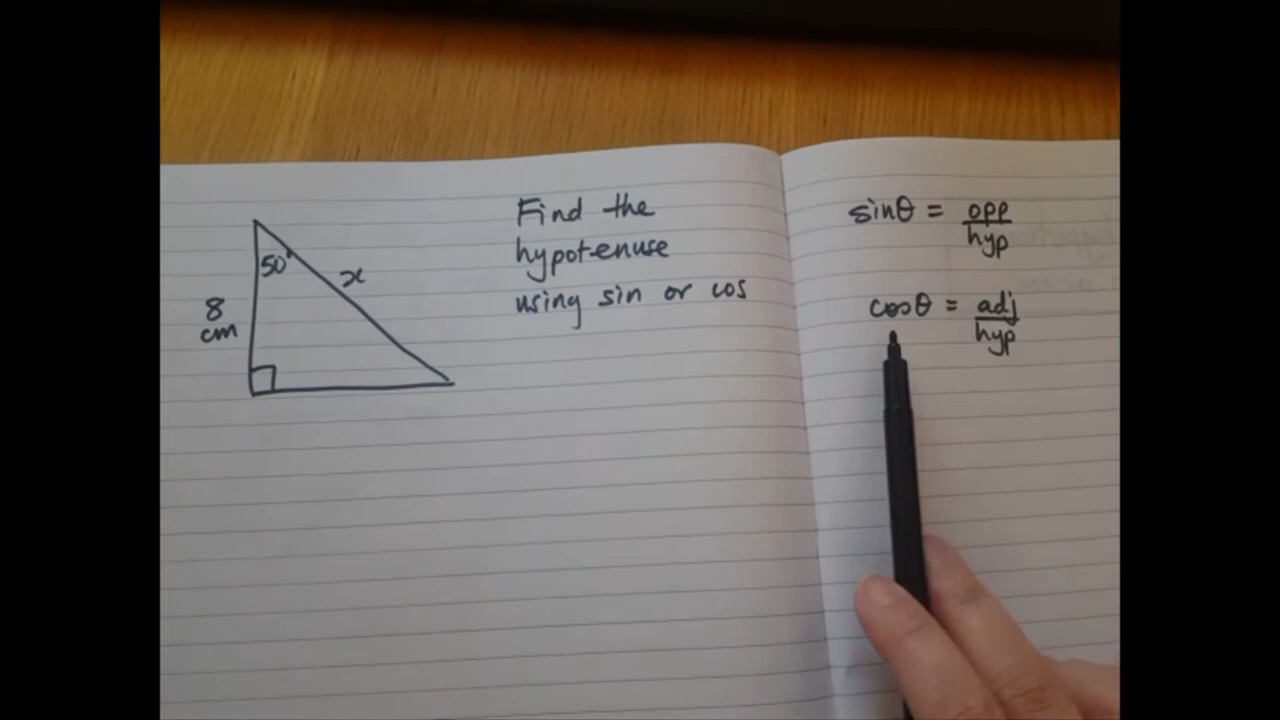 50°
x
8
cm
Find the
hypotenuse
using sin or cos
sinθ = opp/hyp
cosθ = adj/hyp